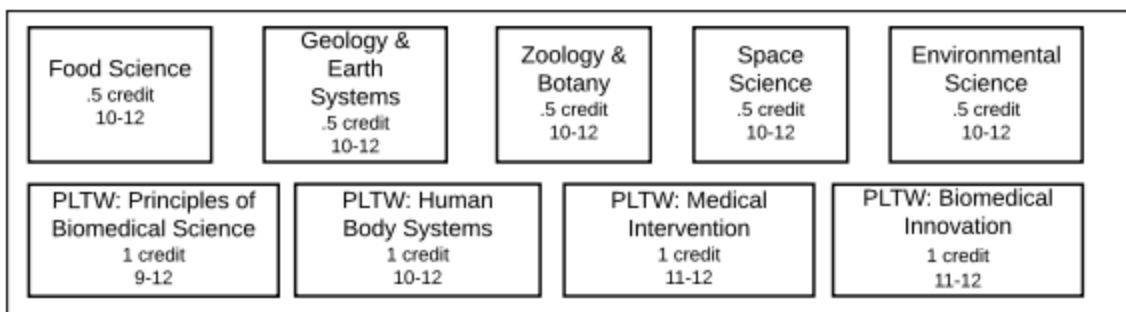 Food Science
.5 credit
10-12
Geology &
Earth
Systems
.5 credit
10-12
Zoology &
Botany
.5 credit
10-12
Space
Science
.5 credit
10-12
Environmental
Science
.5 credit
10-12
PLTW: Principles of
Biomedical Science
1 credit
9-12
PLTW: Human
Body Systems
1 credit
10-12
PLTW: Medical
Intervention
1 credit
11-12
PLTW: Biomedical
Innovation
1 credit
11-12